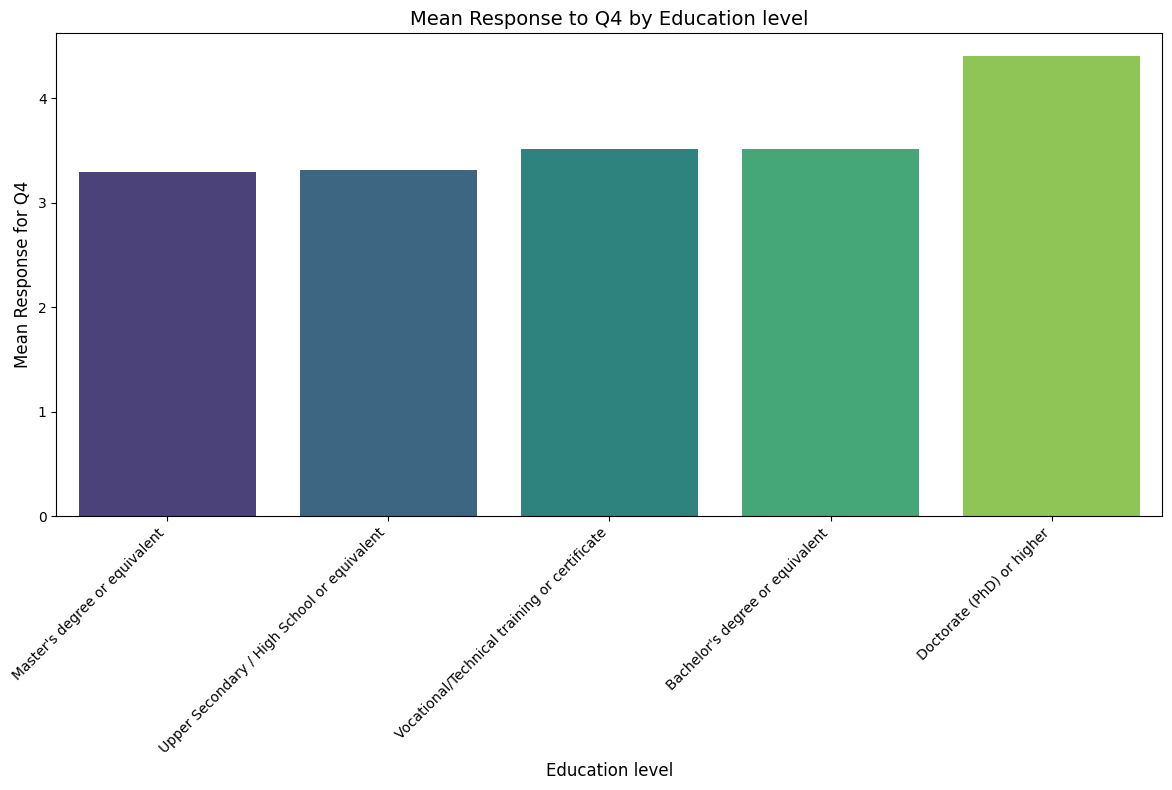 Mean Response to Q4 by Education level
Mean Response for Q4
4
3
2
1
0
Master's degree or equivalent
Upper Secondary / High School or equivalent
Vocational/Technical training or certificate
Bachelor's degree or equivalent
Doctorate (PhD) or higher
Education level